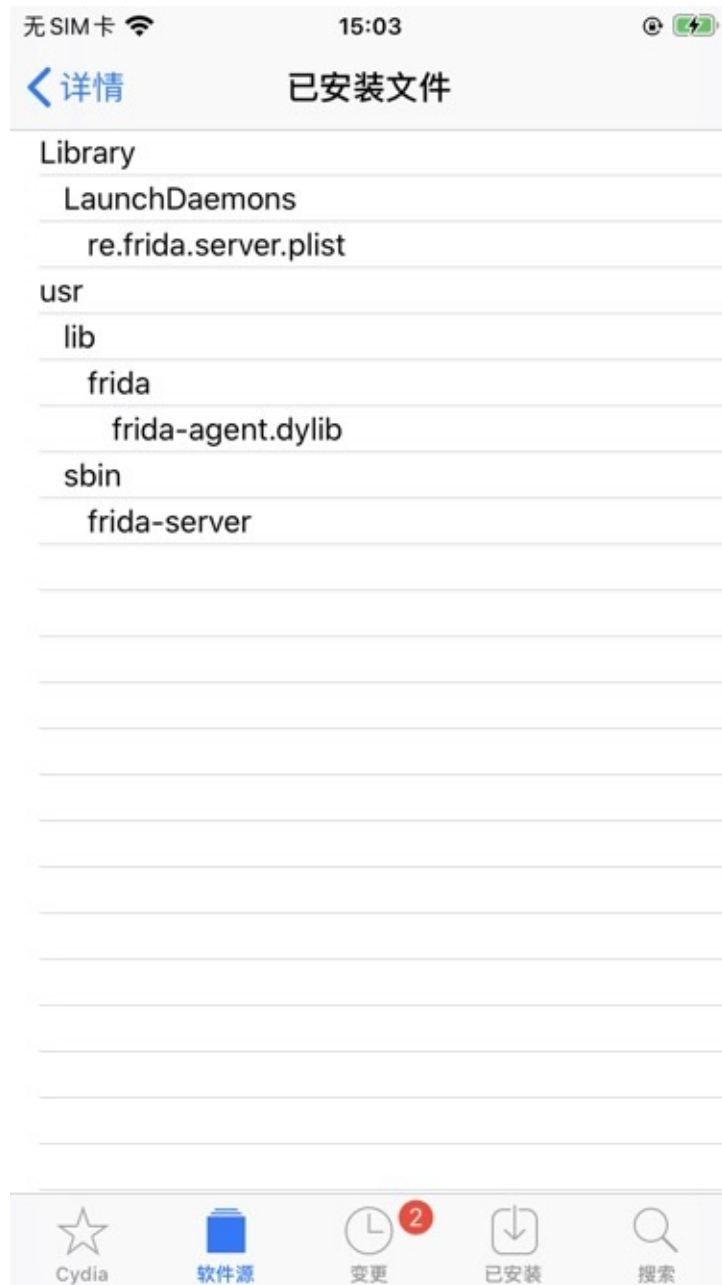 无SIM卡 15:03
详情 已安装文件
Library
LaunchDaemons
re.frida.server.plist
usr
lib
frida
frida-agent.dylib
sbin
frida-server
2
Cydia 软件源 变更 已安装 搜索